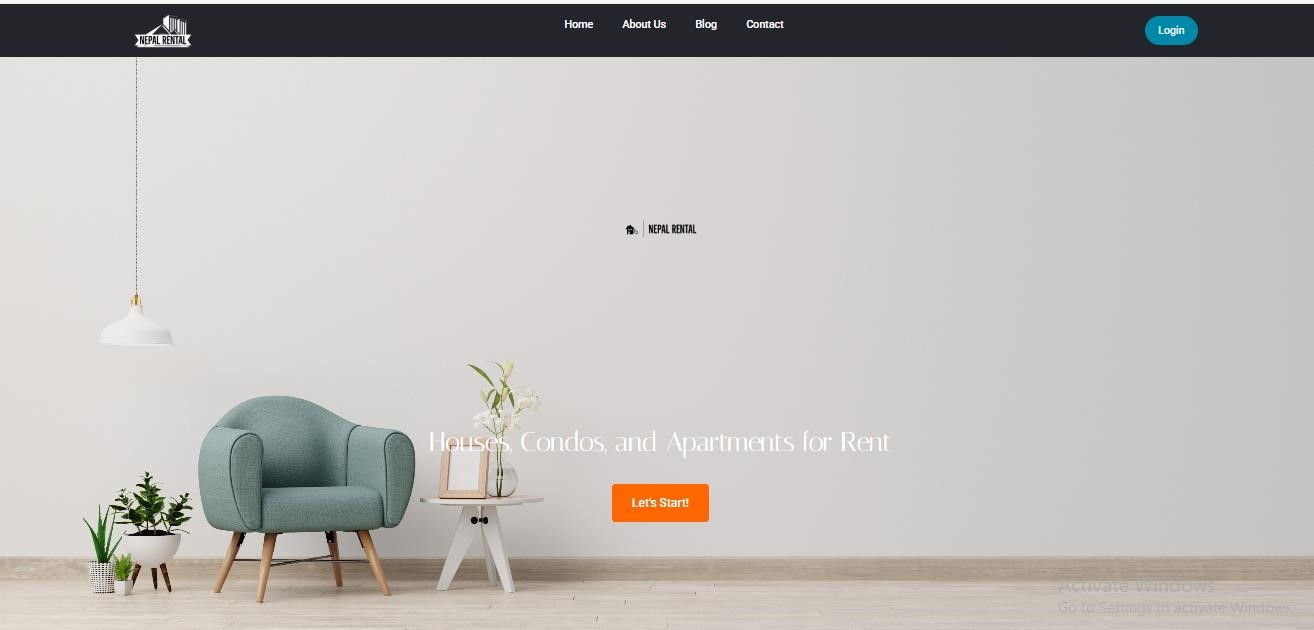 NEPAL RENTAL
Home
About Us
Blog
Contact
Login
NEPAL RENTAL
Houses, Condos, and Apartments for Rent
Let's Start!
Activate Windows
Go to Settings to activate Windows.